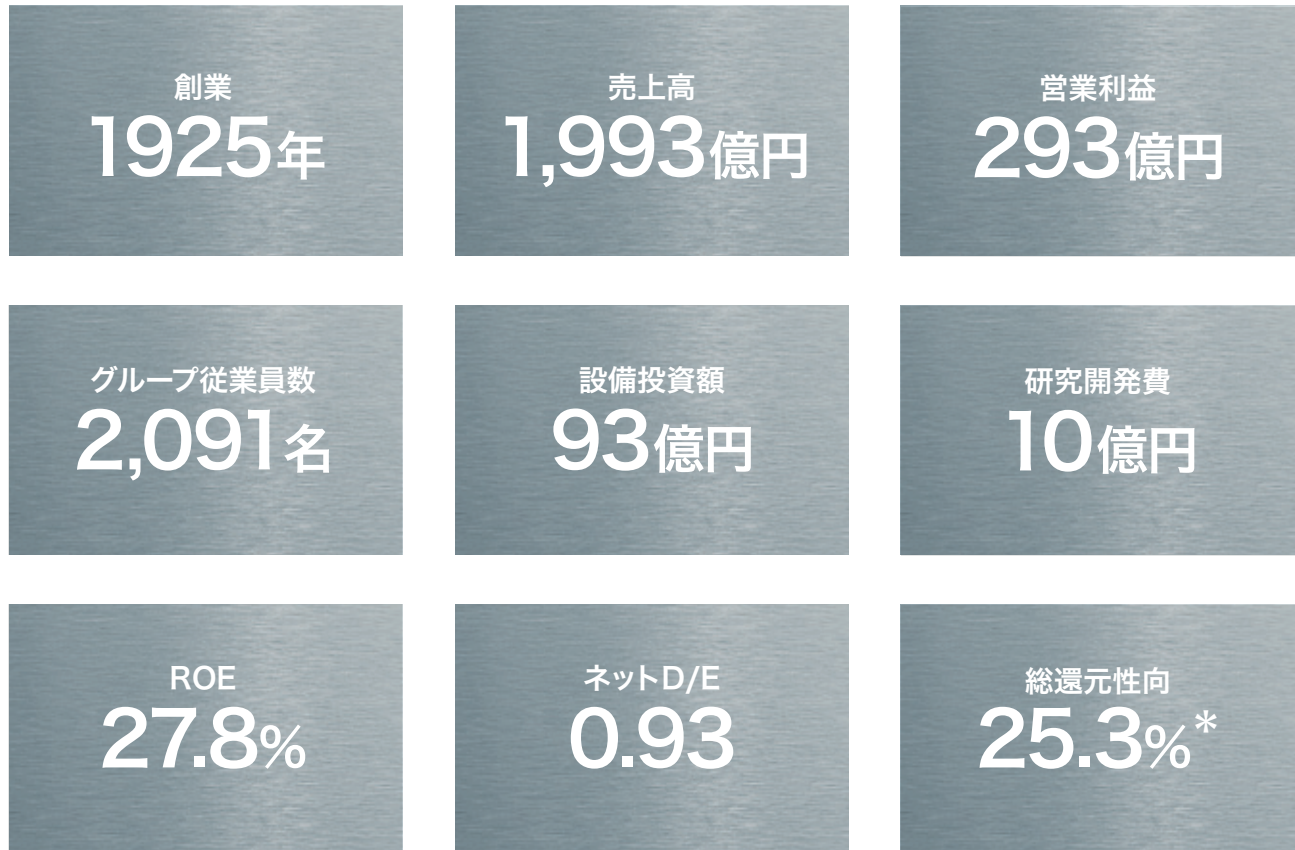 創業
1925年
売上高
1,993億円
営業利益
293億円
グループ従業員数
2,091名
設備投資額
93億円
研究開発費
10億円
ROE
27.8%
ネットD/E
0.93
総還元性向
25.3%*